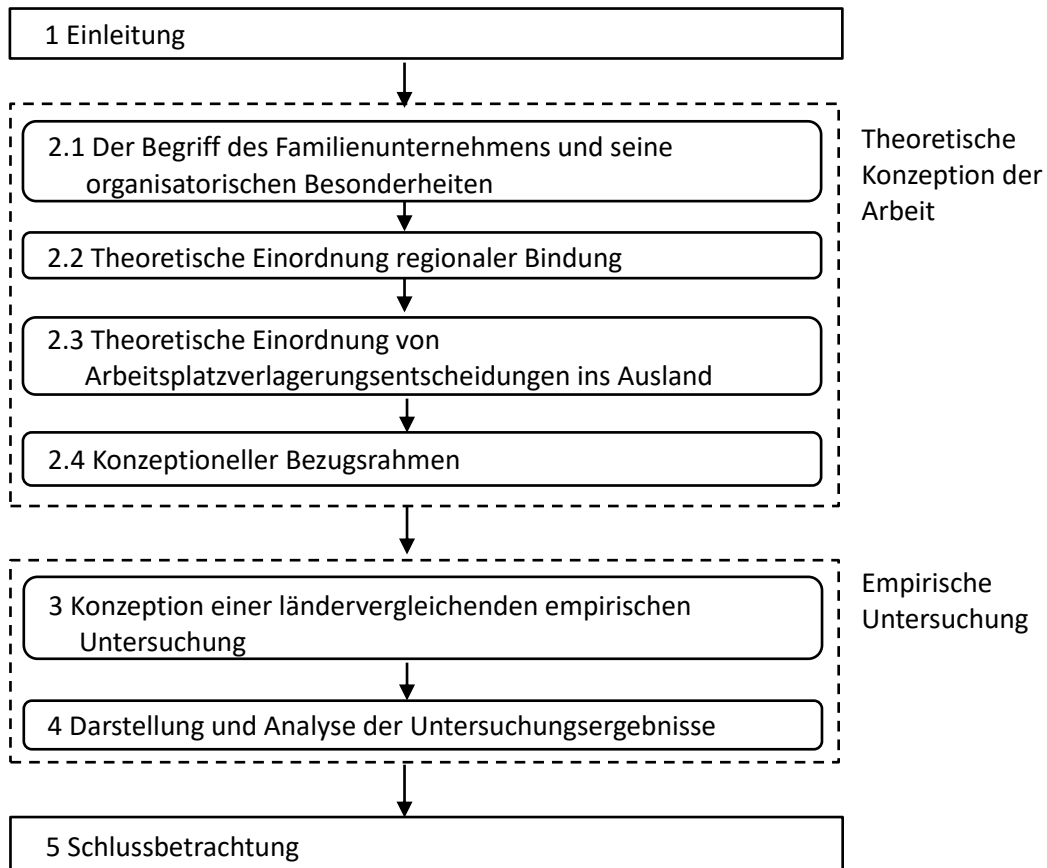 1 Einleitung
2.1 Der Begriff des Familienunternehmens und seine
organisatorischen Besonderheiten
Theoretische
Konzeption der
Arbeit
2.2 Theoretische Einordnung regionaler Bindung
2.3 Theoretische Einordnung von
Arbeitsplatzverlagerungsentscheidungen ins Ausland
2.4 Konzeptioneller Bezugsrahmen
3 Konzeption einer ländervergleichenden empirischen
Untersuchung
Empirische
Untersuchung
4 Darstellung und Analyse der Untersuchungsergebnisse
5 Schlussbetrachtung